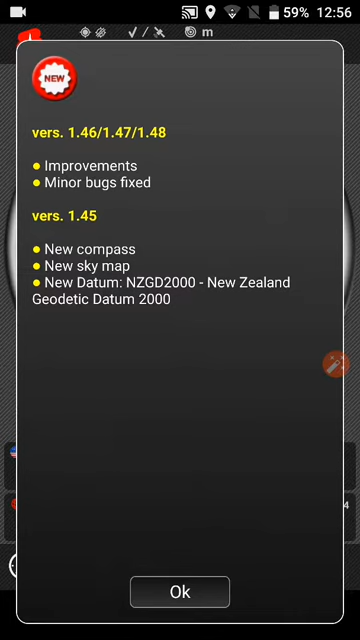 59% 12:56
m
NEW
vers. 1.46/1.47/1.48
● Improvements
● Minor bugs fixed
vers. 1.45
● New compass
● New sky map
● New Datum: NZGD2000 - New Zealand
Geodetic Datum 2000
4
Ok